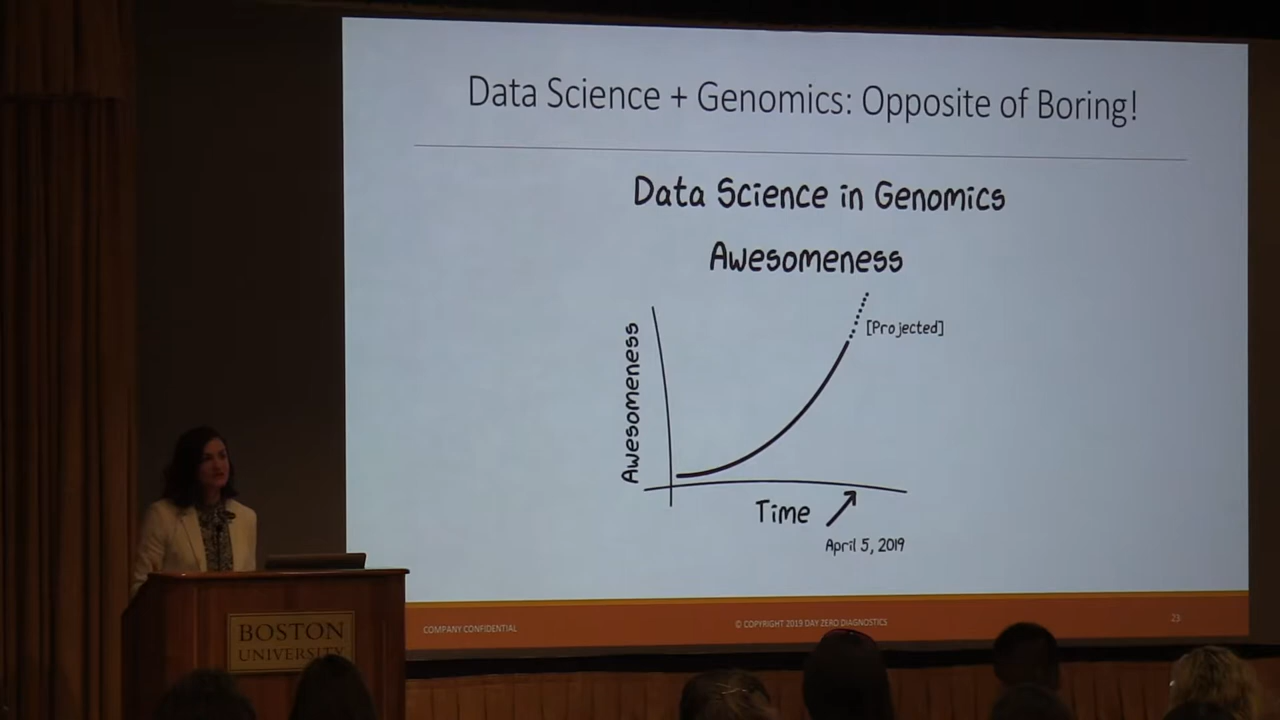 Data Science + Genomics: Opposite of Boring!
Data Science in Genomics
Awesomeness
[Projected]
Awesomeness
Time
April 5, 2019
COMPANY CONFIDENTIAL
© COPYRIGHT 2019 DAY ZERO DIAGNOSTICS
23
BOSTON
UNIVERSITY